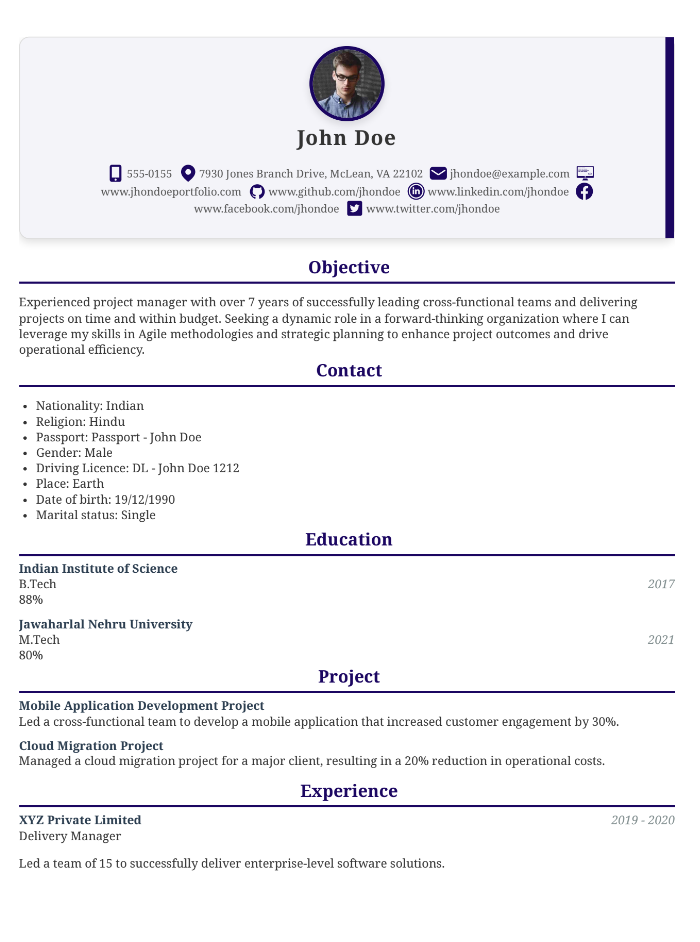 John Doe
555-0155 7930 Jones Branch Drive, McLean, VA 22102 jhondoe@example.com
www.jhondoeportfolio.com www.github.com/jhondoe www.linkedin.com/jhondoe
www.facebook.com/jhondoe www.twitter.com/jhondoe
Objective
Experienced project manager with over 7 years of successfully leading cross-functional teams and delivering
projects on time and within budget. Seeking a dynamic role in a forward-thinking organization where I can
leverage my skills in Agile methodologies and strategic planning to enhance project outcomes and drive
operational efficiency.
Contact
• Nationality: Indian
• Religion: Hindu
• Passport: Passport - John Doe
• Gender: Male
• Driving Licence: DL - John Doe 1212
• Place: Earth
• Date of birth: 19/12/1990
• Marital status: Single
Education
Indian Institute of Science
B.Tech 2017
88%
Jawaharlal Nehru University
M.Tech 2021
80%
Project
Mobile Application Development Project
Led a cross-functional team to develop a mobile application that increased customer engagement by 30%.
Cloud Migration Project
Managed a cloud migration project for a major client, resulting in a 20% reduction in operational costs.
Experience
XYZ Private Limited 2019 - 2020
Delivery Manager
Led a team of 15 to successfully deliver enterprise-level software solutions.